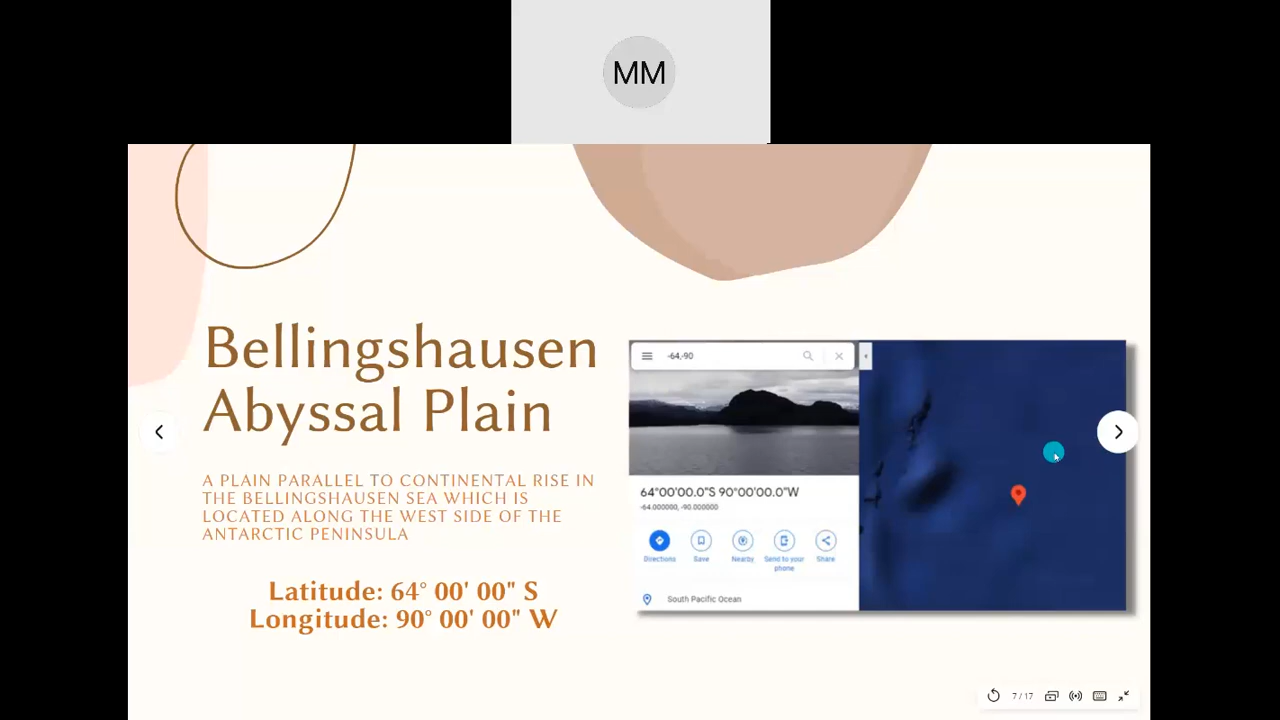 MM
Bellingshausen
Abyssal Plain
A PLAIN PARALLEL TO CONTINENTAL RISE IN
THE BELLINGSHAUSEN SEA WHICH IS
LOCATED ALONG THE WEST SIDE OF THE
ANTARCTIC PENINSULA
Latitude: 64° 00' 00" S
Longitude: 90° 00' 00" W
-64,-90
64°00'00.0"S 90°00'00.0"W
-64.000000, -90.000000
Directions
Save
Nearby
Send to your
phone
Share
South Pacific Ocean
7 / 17